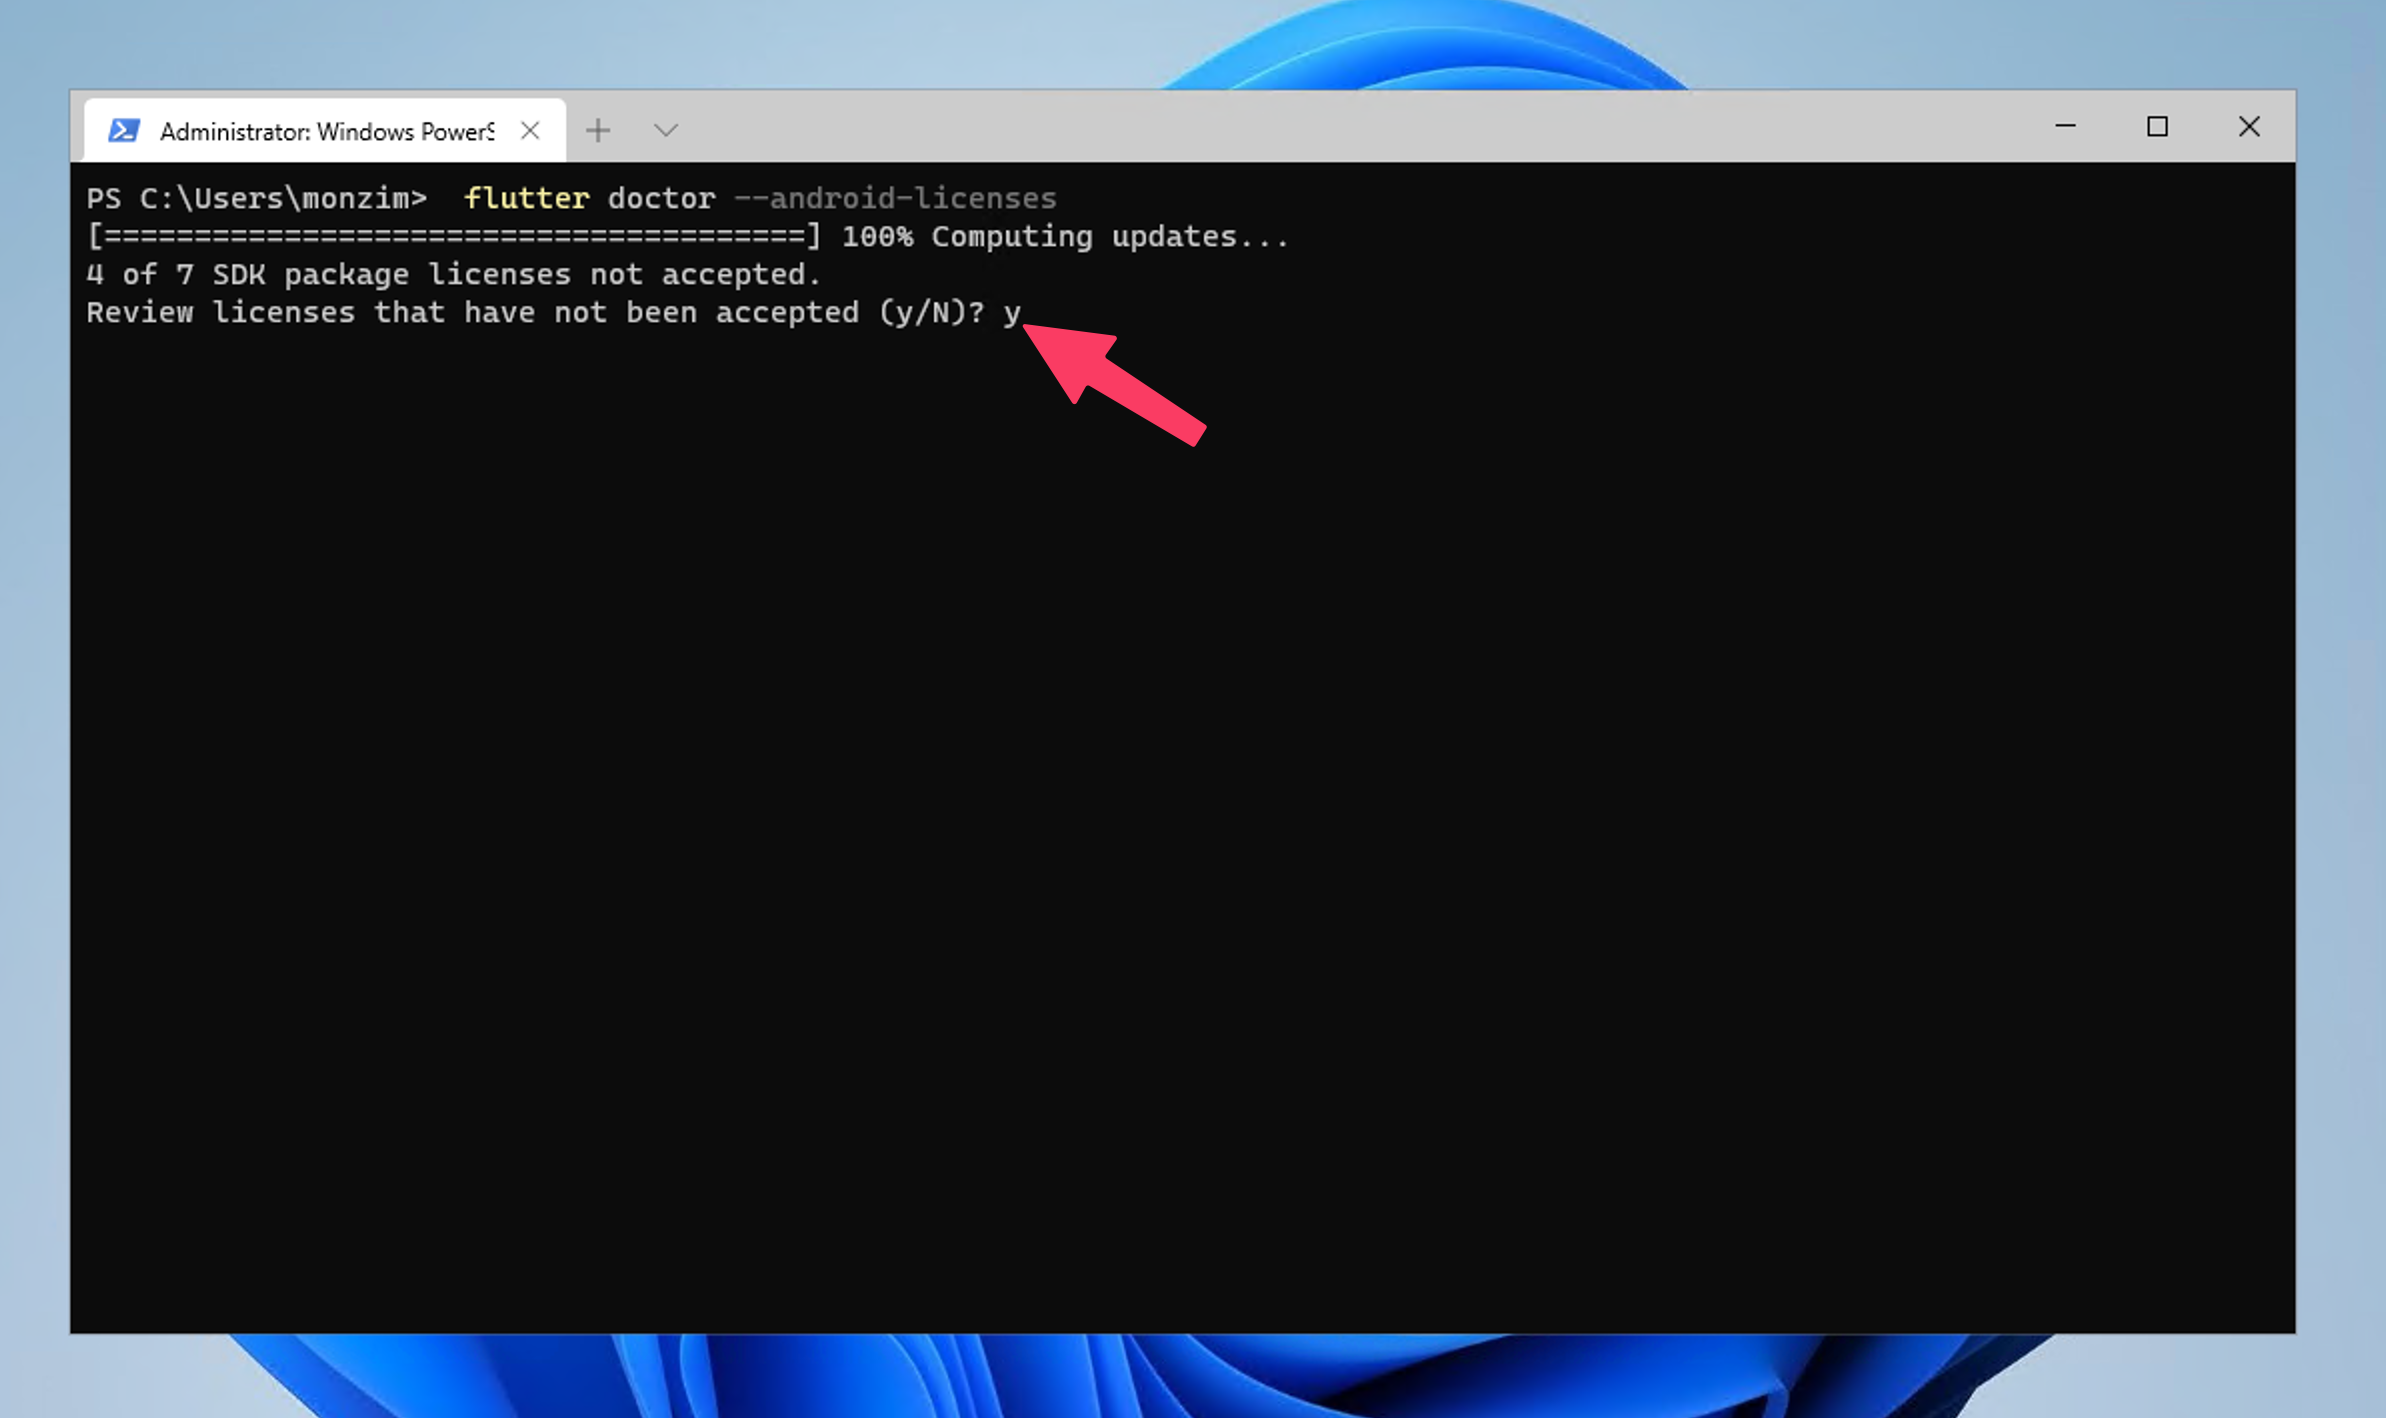 Administrator: Windows PowerS
PS C:\Users\monzim>  flutter doctor --android-licenses
[=======================================] 100% Computing updates...
4 of 7 SDK package licenses not accepted.
Review licenses that have not been accepted (y/N)? y